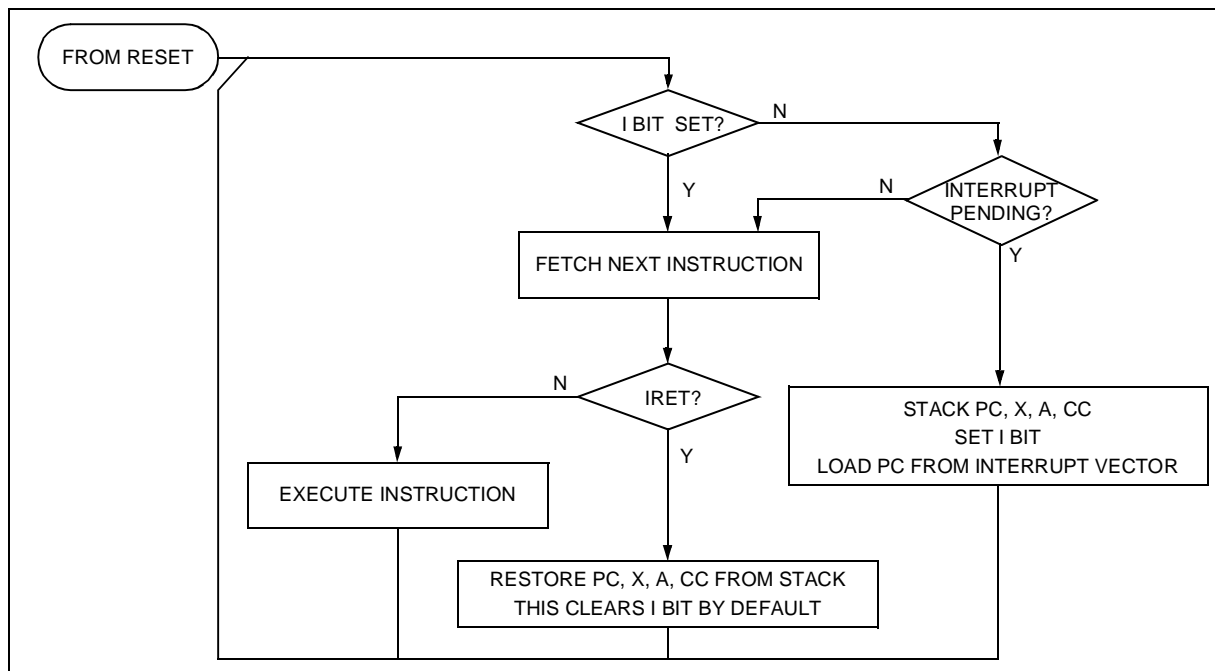 FROM RESET
I BIT SET?
N
Y
N
INTERRUPT
PENDING?
Y
FETCH NEXT INSTRUCTION
N
IRET?
Y
STACK PC, X, A, CC
SET I BIT
LOAD PC FROM INTERRUPT VECTOR
EXECUTE INSTRUCTION
RESTORE PC, X, A, CC FROM STACK
THIS CLEARS I BIT BY DEFAULT